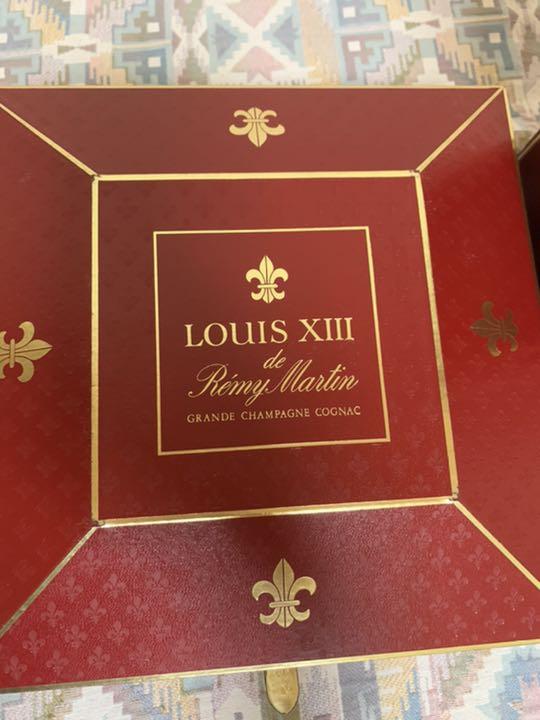 LOUIS XIII
de
Rémy Martin
GRANDE CHAMPAGNE COGNAC